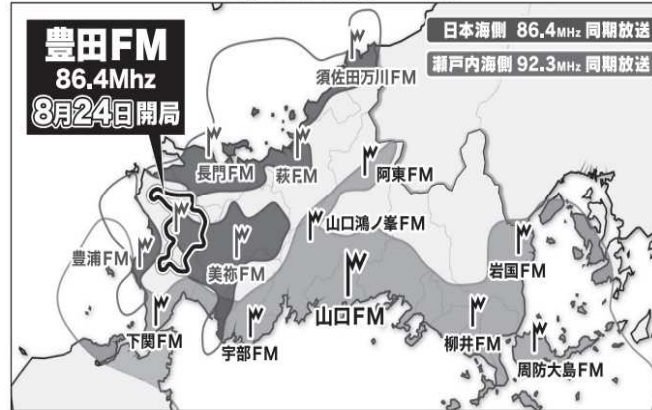 豊田FM
86.4Mhz
8月24日開局
日本海側 86.4MHz 同期放送
瀬戸内海側 92.3MHz 同期放送
須佐田万川FM
長門FM
萩FM
阿東FM
山口鴻ノ峯FM
豊浦FM
美祢FM
岩国FM
山口FM
下関FM
宇部FM
柳井FM
周防大島FM